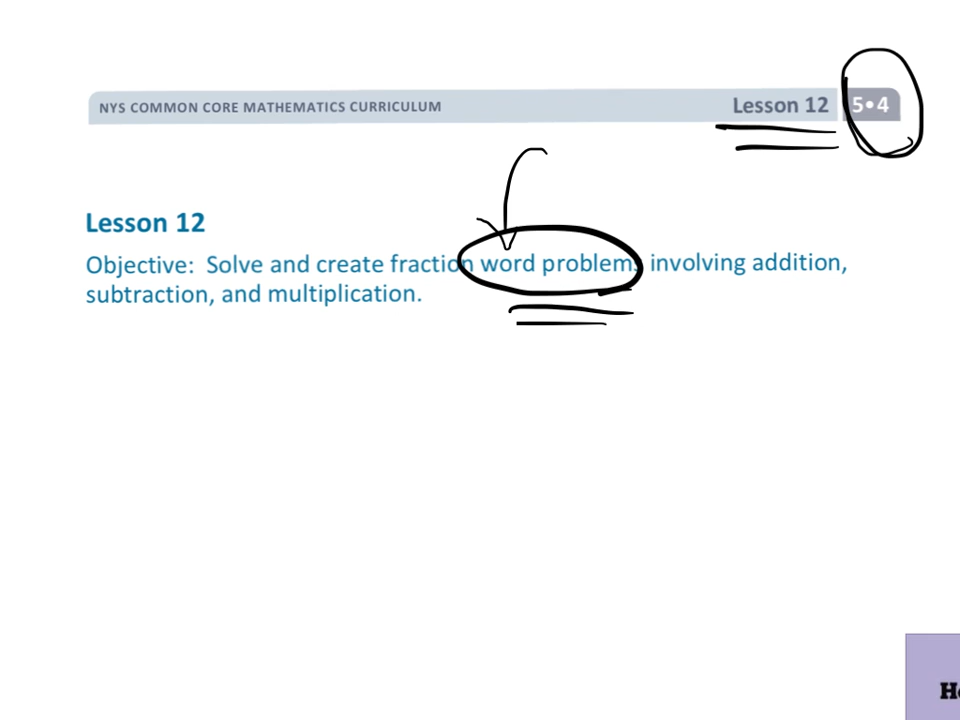 NYS COMMON CORE MATHEMATICS CURRICULUM Lesson 12 5•4
Lesson 12
Objective: Solve and create fraction word problems involving addition,
subtraction, and multiplication.